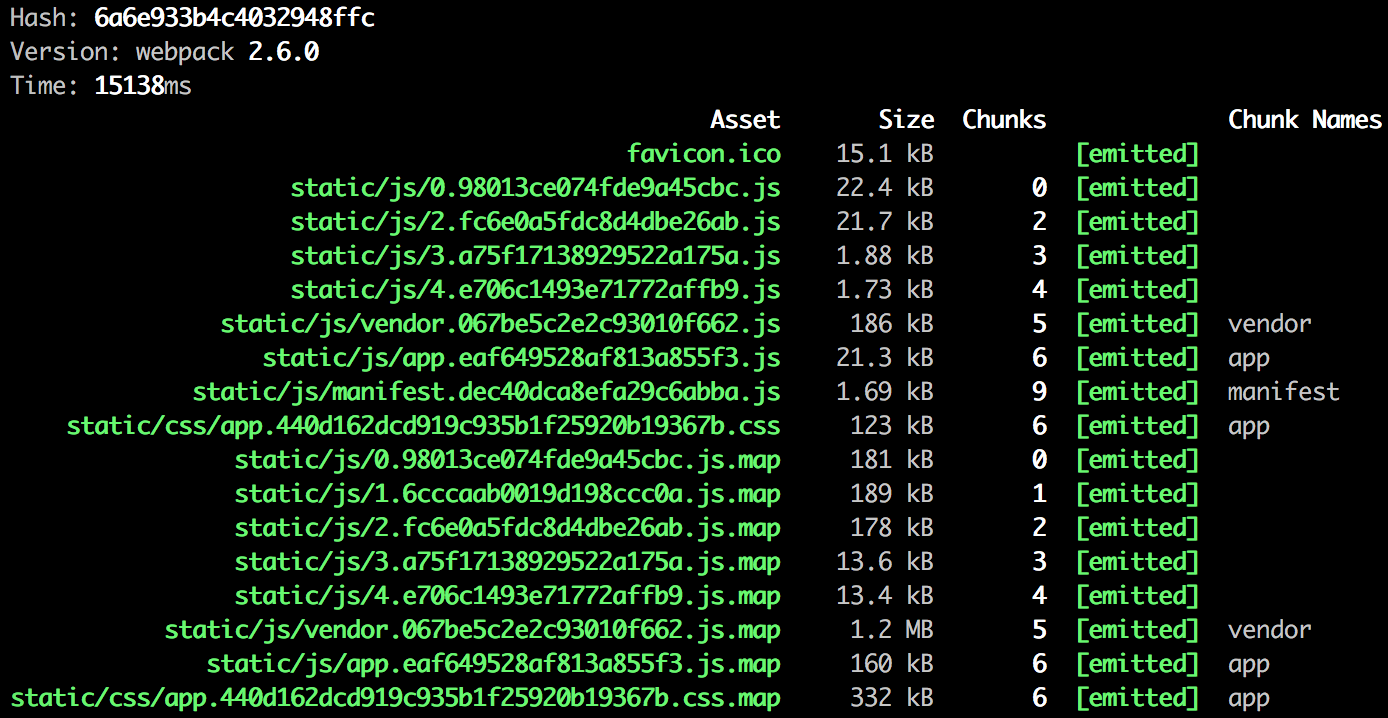 Hash: 6a6e933b4c4032948ffc
Version: webpack 2.6.0
Time: 15138ms
Asset Size Chunks Chunk Names
favicon.ico 15.1 kB [emitted]
static/js/0.98013ce074fde9a45cbc.js 22.4 kB 0 [emitted]
static/js/2.fc6e0a5fdc8d4dbe26ab.js 21.7 kB 2 [emitted]
static/js/3.a75f17138929522a175a.js 1.88 kB 3 [emitted]
static/js/4.e706c1493e71772affb9.js 1.73 kB 4 [emitted]
static/js/vendor.067be5c2e2c93010f662.js 186 kB 5 [emitted] vendor
static/js/app.eaf649528af813a855f3.js 21.3 kB 6 [emitted] app
static/js/manifest.dec40dca8efa29c6abba.js 1.69 kB 9 [emitted] manifest
static/css/app.440d162dcd919c935b1f25920b19367b.css 123 kB 6 [emitted] app
static/js/0.98013ce074fde9a45cbc.js.map 181 kB 0 [emitted]
static/js/1.6cccaab0019d198ccc0a.js.map 189 kB 1 [emitted]
static/js/2.fc6e0a5fdc8d4dbe26ab.js.map 178 kB 2 [emitted]
static/js/3.a75f17138929522a175a.js.map 13.6 kB 3 [emitted]
static/js/4.e706c1493e71772affb9.js.map 13.4 kB 4 [emitted]
static/js/vendor.067be5c2e2c93010f662.js.map 1.2 MB 5 [emitted] vendor
static/js/app.eaf649528af813a855f3.js.map 160 kB 6 [emitted] app
static/css/app.440d162dcd919c935b1f25920b19367b.css.map 332 kB 6 [emitted] app